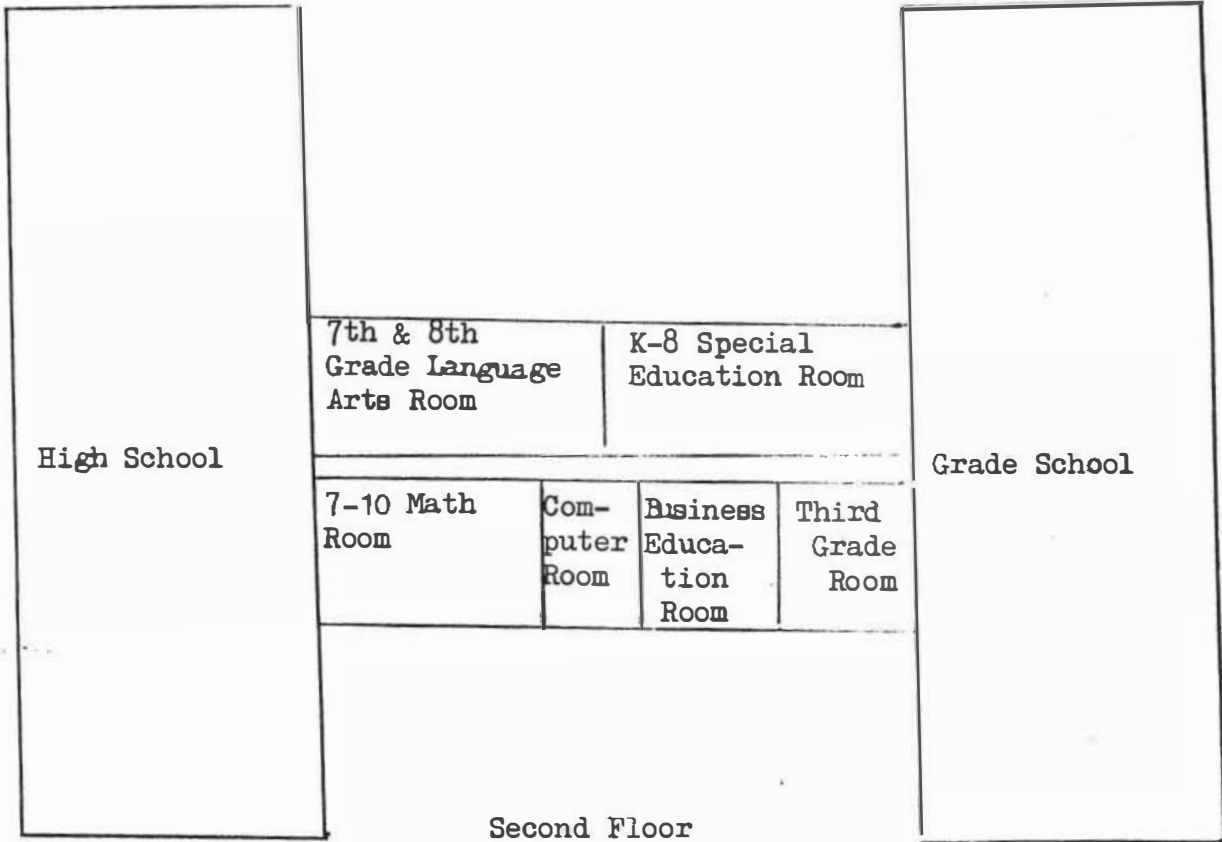 7th & 8th
Grade Language
Arts Room
K-8 Special
Education Room
High School
Grade School
7-10 Math
Room
Com-
puter
Room
Business
Educa-
tion
Room
Third
Grade
Room
Second Floor